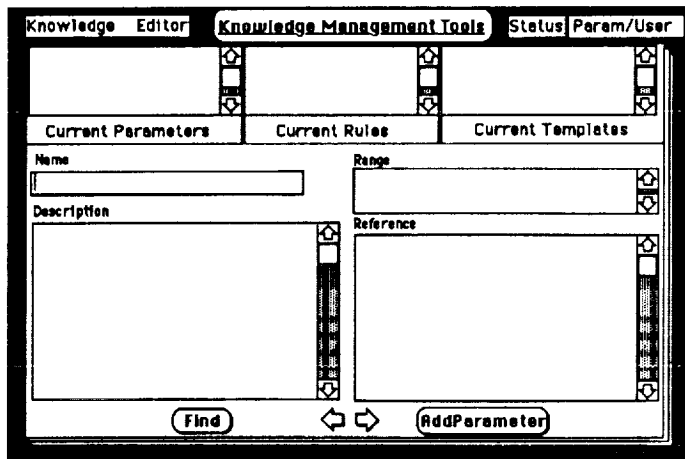 Knowledge Editor
Knowledge Management Tools
Status
Param/User
Current Parameters
Current Rules
Current Templates
Name
Range
Description
Reference
Find
AddParameter